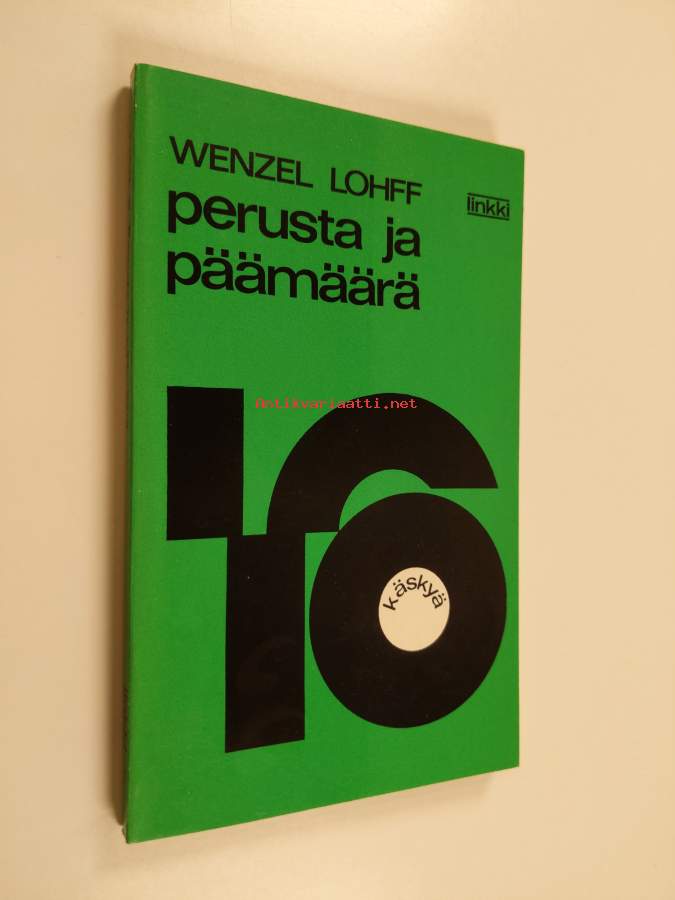 WENZEL LOHFF
linkki
perusta ja
päämäärä
Antikvariaatti.net
10
käskyä